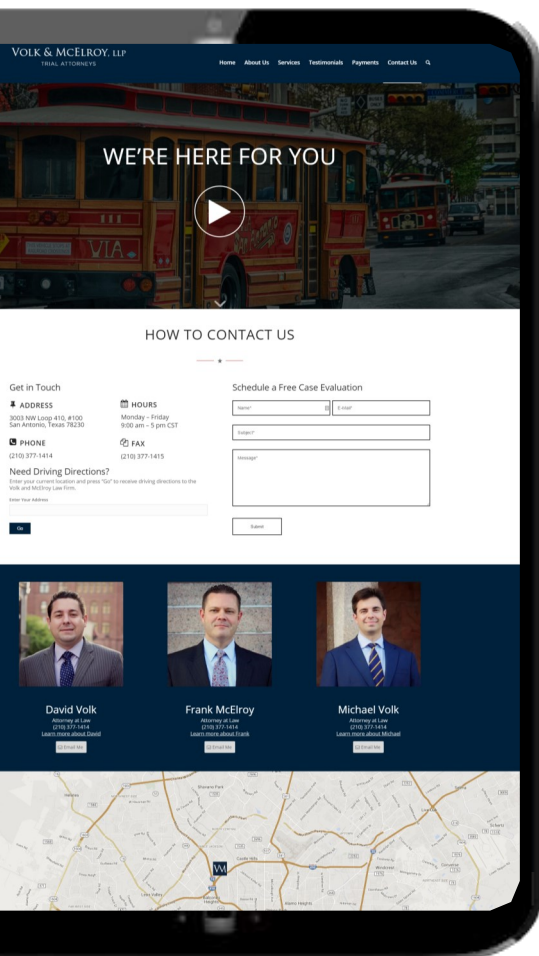 VOLK & MCELROY, LLP
TRIAL ATTORNEYS
Home About Us Services Testimonials Payments Contact Us
WE'RE HERE FOR YOU
VIA
HOW TO CONTACT US
Get in Touch
ADDRESS
3003 NW Loop 410, #100
San Antonio, Texas 78230
HOURS
Monday – Friday
9:00 am – 5 pm CST
PHONE
(210) 377-1414
FAX
(210) 377-1415
Need Driving Directions?
Enter your current location and press "Go" to receive driving directions to the
Volk and McElroy Law Firm.
Enter Your Address
Go
Schedule a Free Case Evaluation
Name*
E-Mail*
Subject*
Message*
Submit
David Volk
Attorney at Law
(210) 377-1414
Learn more about David
Email Me
Frank McElroy
Attorney at Law
(210) 377-1414
Learn more about Frank
Email Me
Michael Volk
Attorney at Law
(210) 377-1414
Learn more about Michael
Email Me
Shavano Park
Castle Hills
VM
Alamo Heights